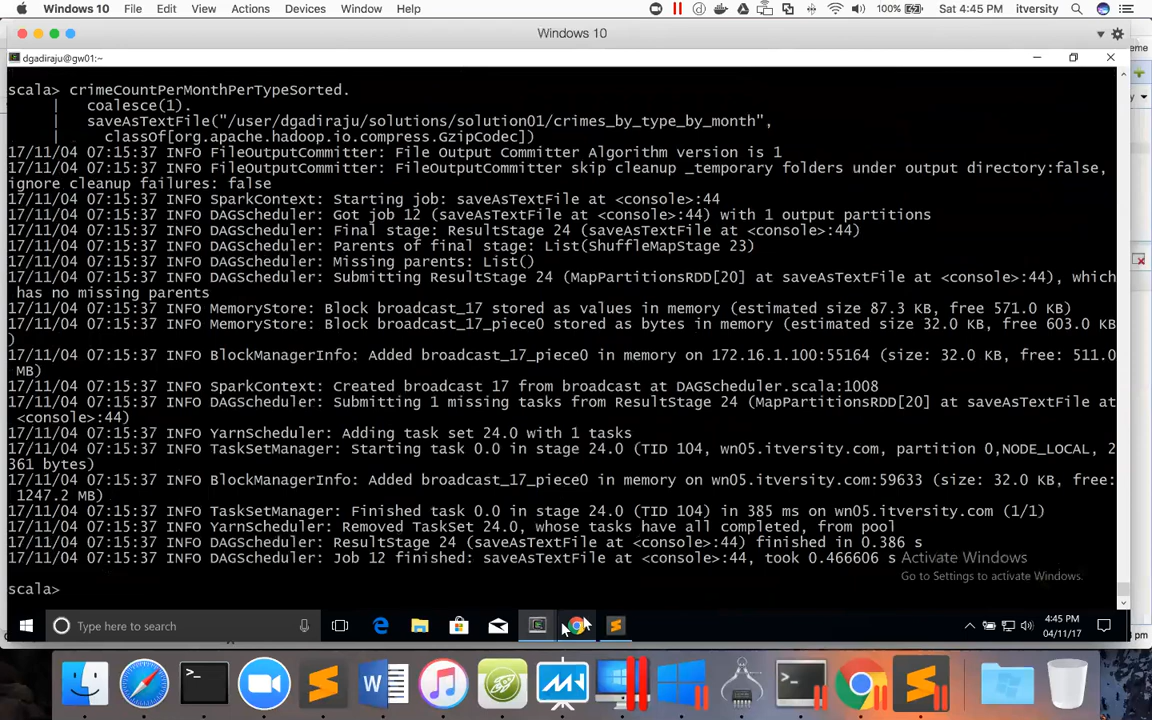 Windows 10 File Edit View Actions Devices Window Help 100% Sat 4:45 PM itversity
Windows 10
dgadiraju@gw01:~
scala> crimeCountPerMonthPerTypeSorted.
| coalesce(1).
| saveAsTextFile("/user/dgadiraju/solutions/solution01/crimes_by_type_by_month",
| classOf[org.apache.hadoop.io.compress.GzipCodec])
17/11/04 07:15:37 INFO FileOutputCommitter: File Output Committer Algorithm version is 1
17/11/04 07:15:37 INFO FileOutputCommitter: FileOutputCommitter skip cleanup _temporary folders under output directory:false,
ignore cleanup failures: false
17/11/04 07:15:37 INFO SparkContext: Starting job: saveAsTextFile at <console>:44
17/11/04 07:15:37 INFO DAGScheduler: Got job 12 (saveAsTextFile at <console>:44) with 1 output partitions
17/11/04 07:15:37 INFO DAGScheduler: Final stage: ResultStage 24 (saveAsTextFile at <console>:44)
17/11/04 07:15:37 INFO DAGScheduler: Parents of final stage: List(ShuffleMapStage 23)
17/11/04 07:15:37 INFO DAGScheduler: Missing parents: List()
17/11/04 07:15:37 INFO DAGScheduler: Submitting ResultStage 24 (MapPartitionsRDD[20] at saveAsTextFile at <console>:44), which
has no missing parents
17/11/04 07:15:37 INFO MemoryStore: Block broadcast_17 stored as values in memory (estimated size 87.3 KB, free 571.0 KB)
17/11/04 07:15:37 INFO MemoryStore: Block broadcast_17_piece0 stored as bytes in memory (estimated size 32.0 KB, free 603.0 KB
)
17/11/04 07:15:37 INFO BlockManagerInfo: Added broadcast_17_piece0 in memory on 172.16.1.100:55164 (size: 32.0 KB, free: 511.0
MB)
17/11/04 07:15:37 INFO SparkContext: Created broadcast 17 from broadcast at DAGScheduler.scala:1008
17/11/04 07:15:37 INFO DAGScheduler: Submitting 1 missing tasks from ResultStage 24 (MapPartitionsRDD[20] at saveAsTextFile at
<console>:44)
17/11/04 07:15:37 INFO YarnScheduler: Adding task set 24.0 with 1 tasks
17/11/04 07:15:37 INFO TaskSetManager: Starting task 0.0 in stage 24.0 (TID 104, wn05.itversity.com, partition 0,NODE_LOCAL, 2
361 bytes)
17/11/04 07:15:37 INFO BlockManagerInfo: Added broadcast_17_piece0 in memory on wn05.itversity.com:59633 (size: 32.0 KB, free:
1247.2 MB)
17/11/04 07:15:37 INFO TaskSetManager: Finished task 0.0 in stage 24.0 (TID 104) in 385 ms on wn05.itversity.com (1/1)
17/11/04 07:15:37 INFO YarnScheduler: Removed TaskSet 24.0, whose tasks have all completed, from pool
17/11/04 07:15:37 INFO DAGScheduler: ResultStage 24 (saveAsTextFile at <console>:44) finished in 0.386 s
17/11/04 07:15:37 INFO DAGScheduler: Job 12 finished: saveAsTextFile at <console>:44, took 0.466606 s
Activate Windows
Go to Settings to activate Windows.
scala>
Type here to search
4:45 PM
04/11/17